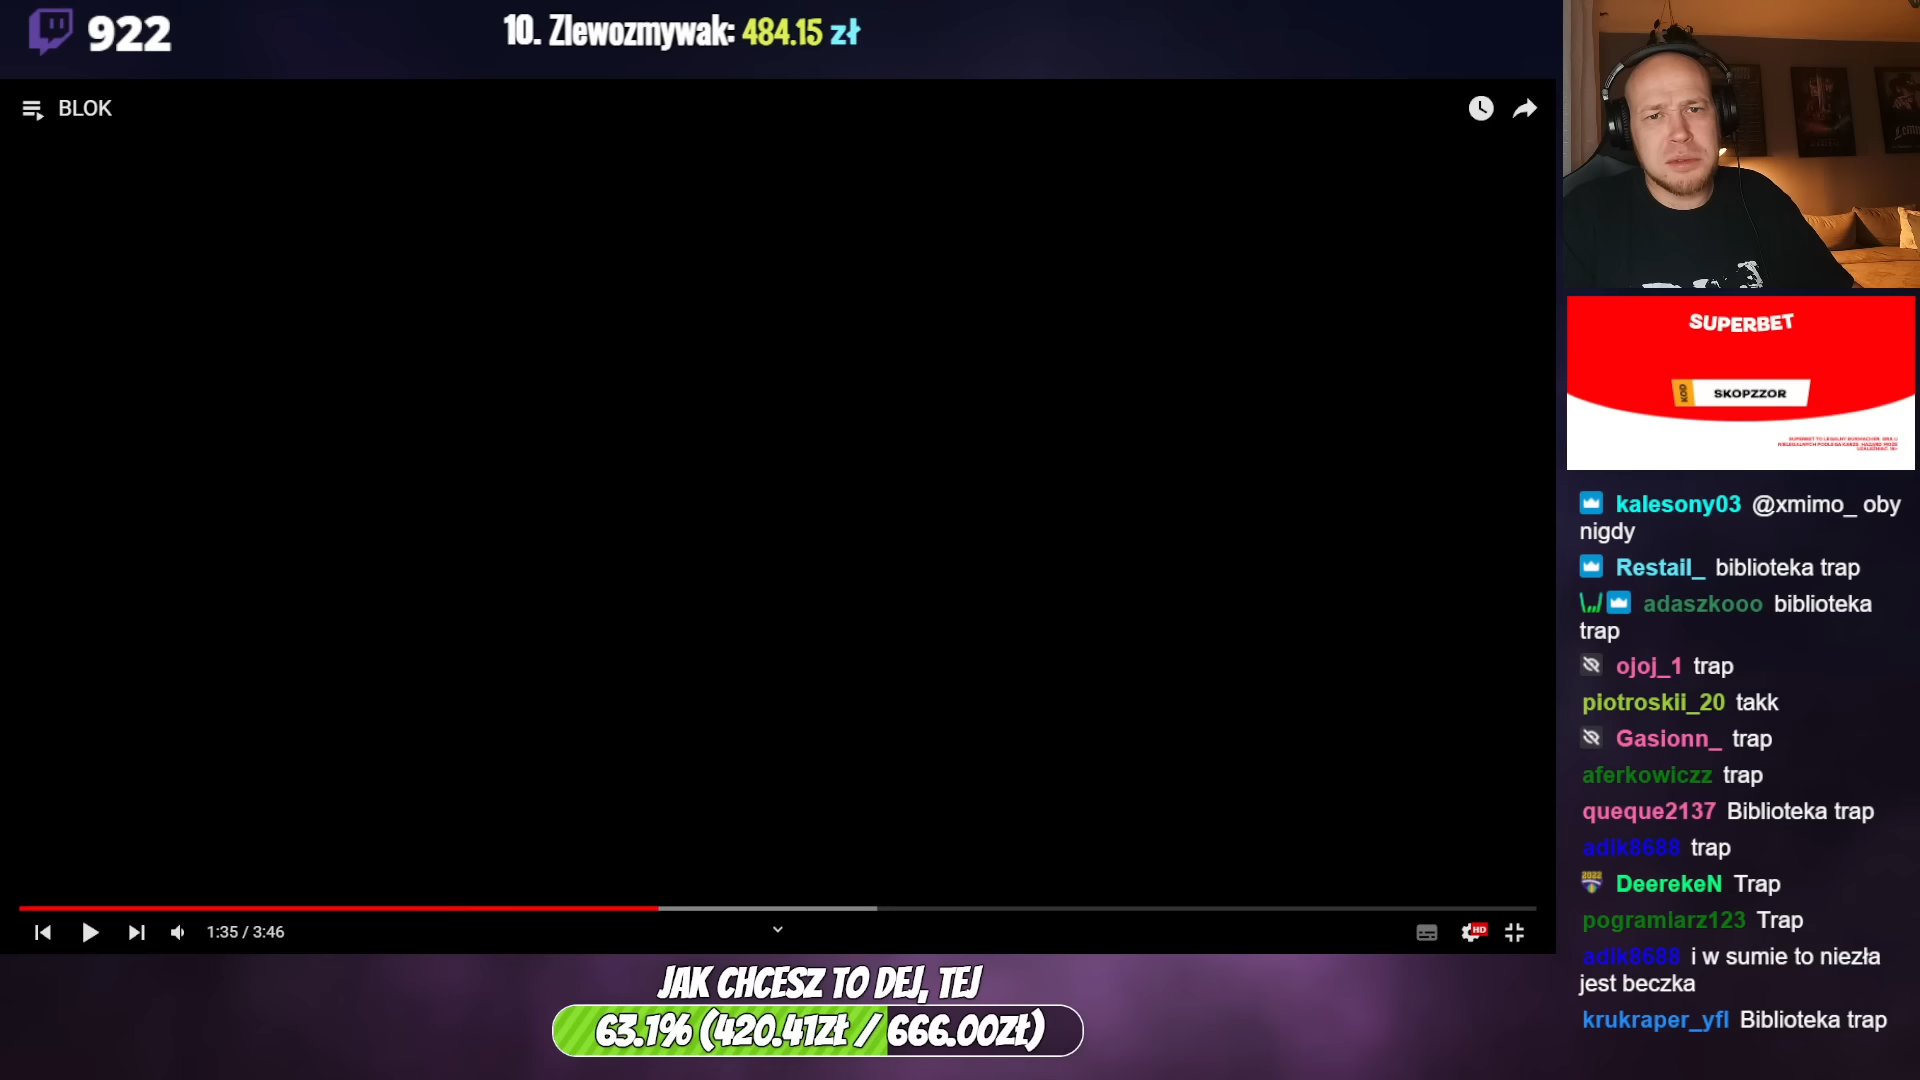 922
10. Zlewozmywak: 484.15 zł
BLOK
SUPERBET
KOD
SKOPZZOR
kalesony03 @xmimo_ oby
nigdy
Restail_ biblioteka trap
adaszkooo biblioteka
trap
ojoj_1 trap
piotroskii_20 takk
Gasionn_ trap
aferkowiczz trap
queque2137 Biblioteka trap
adik8688 trap
DeerekeN Trap
pogramlarz123 Trap
adik8688 i w sumie to niezła
jest beczka
krukraper_yfl Biblioteka trap
1:35 / 3:46
HD
JAK CHCESZ TO DEJ, TEJ
63.1% (420.41ZŁ / 666.00ZŁ)